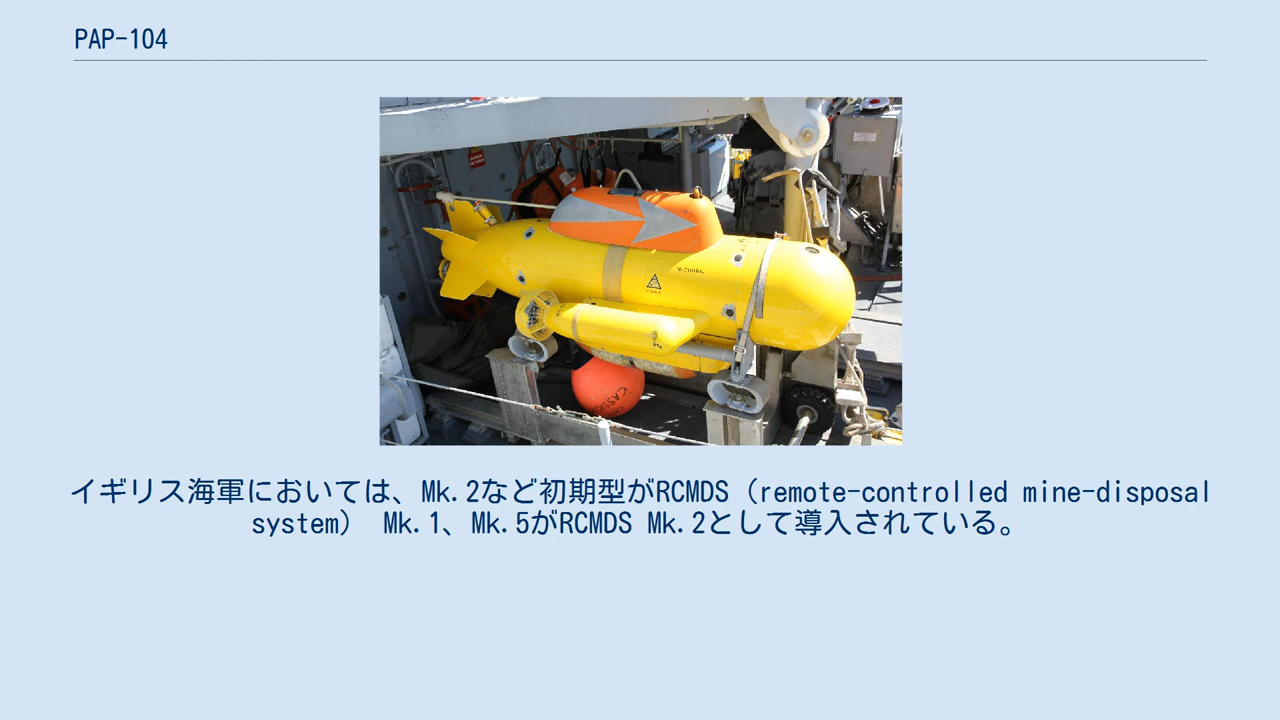 PAP-104
イギリス海軍においては、Mk.2など初期型がRCMDS（remote-controlled mine-disposal
system） Mk.1、Mk.5がRCMDS Mk.2として導入されている。